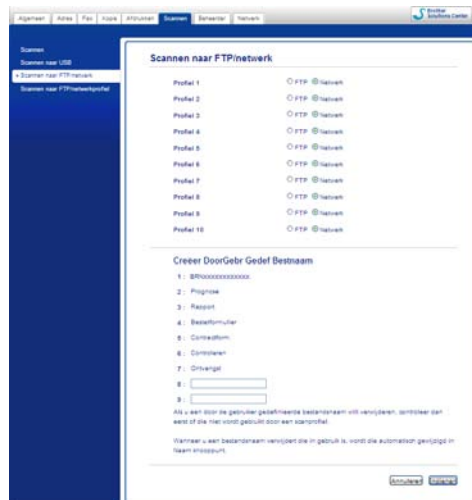 Algemeen Adres Fax Kopie Afdrukken Scannen Beheerder Netwerk
Brother Solutions Center
Scannen
Scannen naar USB
Scannen naar FTP/netwerk
Scannen naar FTP/netwerkprofiel
Scannen naar FTP/netwerk
Profiel 1 FTP Netwerk
Profiel 2 FTP Netwerk
Profiel 3 FTP Netwerk
Profiel 4 FTP Netwerk
Profiel 5 FTP Netwerk
Profiel 6 FTP Netwerk
Profiel 7 FTP Netwerk
Profiel 8 FTP Netwerk
Profiel 9 FTP Netwerk
Profiel 10 FTP Netwerk
Creëer DoorGebr Gedef Bestnaam
1 : BRNxxxxxxxxxxxx
2 : Prognose
3 : Rapport
4 : Bestelformulier
5 : Contractform.
6 : Controleren
7 : Ontvangst
8 :
9 :
Als u een door de gebruiker gedefinieerde bestandsnaam wilt verwijderen, controleer dan
eerst of die niet wordt gebruikt door een scanprofiel.
Wanneer u een bestandsnaam verwijdert die in gebruik is, wordt die automatisch gewijzigd in
Naam knooppunt.
Annuleren Indienen